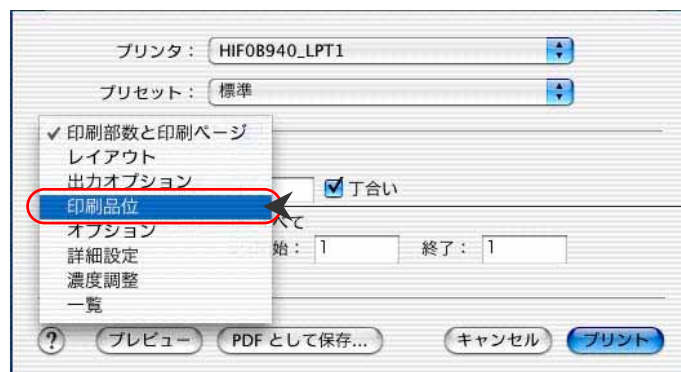 プリンタ： HIF0B940_LPT1
プリセット： 標準
✓ 印刷部数と印刷ページ
レイアウト
出力オプション
丁合い
印刷品位
べて
オプション
始： 1 終了： 1
詳細設定
濃度調整
一覧
? プレビュー PDF として保存... キャンセル プリント